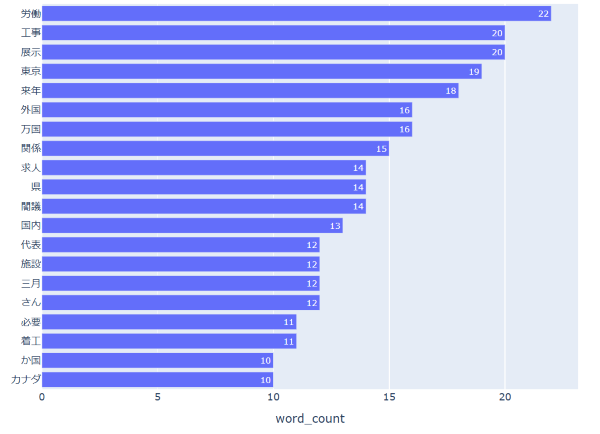 労働 22
工事 20
展示 20
東京 19
来年 18
外国 16
万国 16
関係 15
求人 14
県 14
閣議 14
国内 13
代表 12
施設 12
三月 12
さん 12
必要 11
着工 11
か国 10
カナダ 10
0 5 10 15 20
word_count